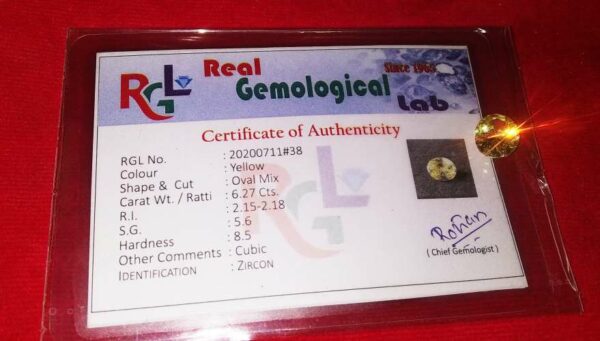 RGL
Real
Since 1965
Gemological
Lab
Certificate of Authenticity
RGL No. : 20200711#38
Colour : Yellow
Shape & Cut : Oval Mix
Carat Wt. / Ratti : 6.27 Cts.
R.I. : 2.15-2.18
S.G. : 5.6
Hardness : 8.5
Other Comments : Cubic
IDENTIFICATION : ZIRCON
RGL
Rohan
( Chief Gemologist )